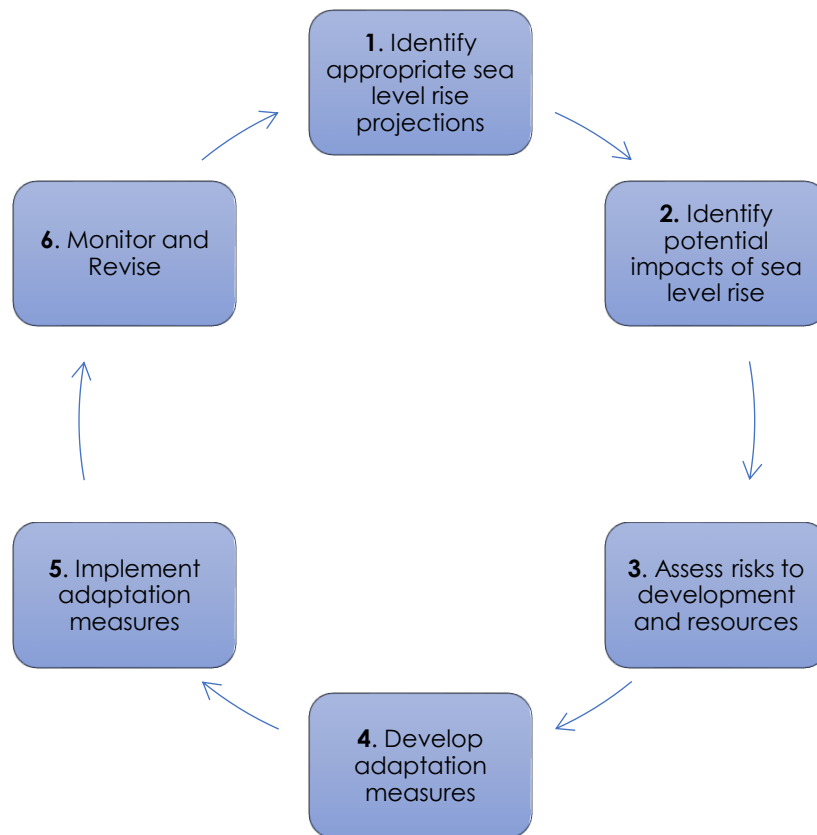 1. Identify
appropriate sea
level rise
projections
2. Identify
potential
impacts of sea
level rise
3. Assess risks to
development
and resources
4. Develop
adaptation
measures
5. Implement
adaptation
measures
6. Monitor and
Revise